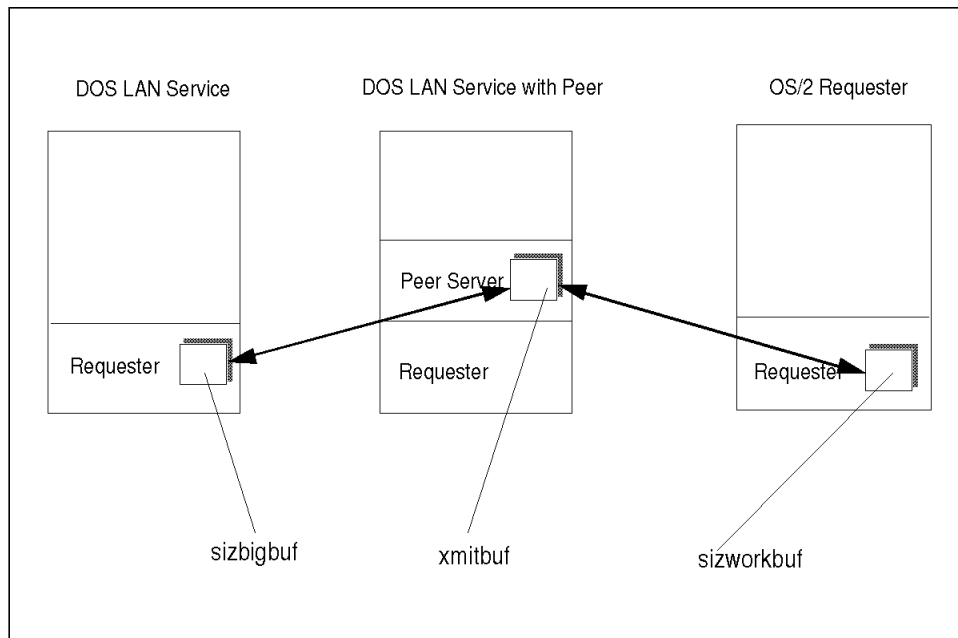 DOS LAN Service
DOS LAN Service with Peer
OS/2 Requester
Peer Server
Requester
Requester
Requester
sizbigbuf
xmitbuf
sizworkbuf